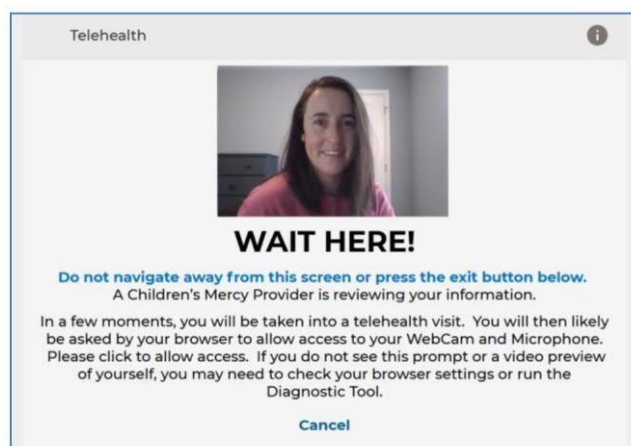 Telehealth
WAIT HERE!
Do not navigate away from this screen or press the exit button below.
A Children's Mercy Provider is reviewing your information.
In a few moments, you will be taken into a telehealth visit. You will then likely
be asked by your browser to allow access to your WebCam and Microphone.
Please click to allow access. If you do not see this prompt or a video preview
of yourself, you may need to check your browser settings or run the
Diagnostic Tool.
Cancel